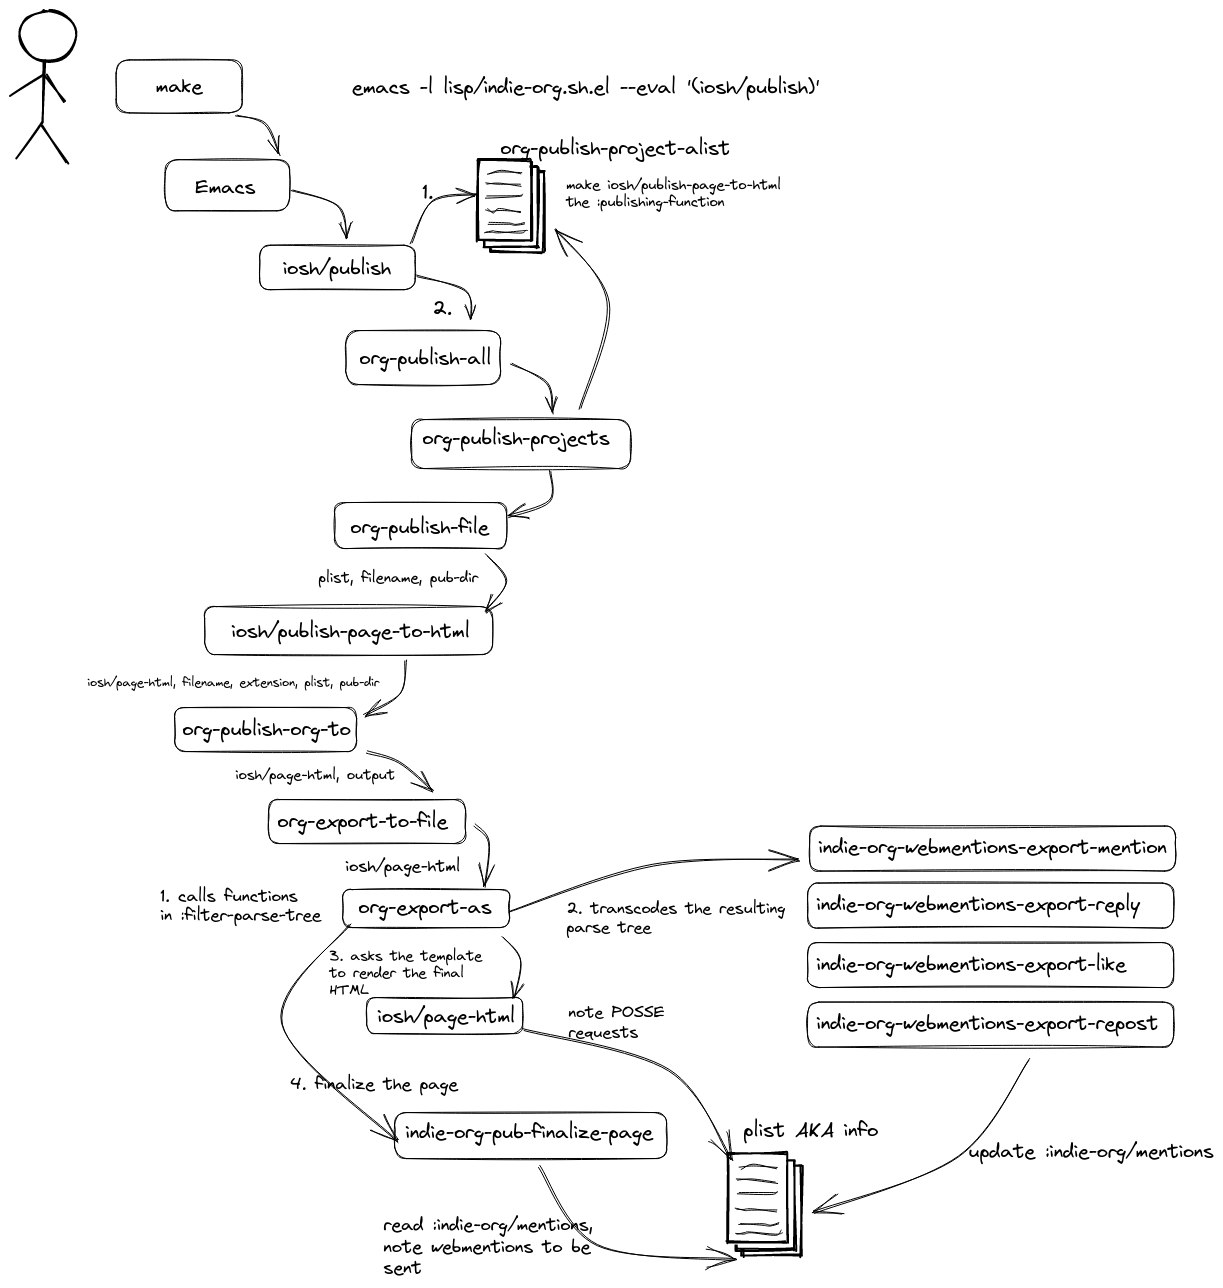 make
emacs -l lisp/indie-org.sh.el --eval '(iosh/publish)'
org-publish-project-alist
Emacs
1.
make iosh/publish-page-to-html
the :publishing-function
iosh/publish
2.
org-publish-all
org-publish-projects
org-publish-file
plist, filename, pub-dir
iosh/publish-page-to-html
iosh/page-html, filename, extension, plist, pub-dir
org-publish-org-to
iosh/page-html, output
org-export-to-file
iosh/page-html
1. calls functions
in :filter-parse-tree
org-export-as
2. transcodes the resulting
parse tree
indie-org-webmentions-export-mention
indie-org-webmentions-export-reply
indie-org-webmentions-export-like
indie-org-webmentions-export-repost
3. asks the template
to render the final
HTML
iosh/page-html
note POSSE
requests
4. finalize the page
indie-org-pub-finalize-page
plist AKA info
update :indie-org/mentions
read :indie-org/mentions,
note webmentions to be
sent